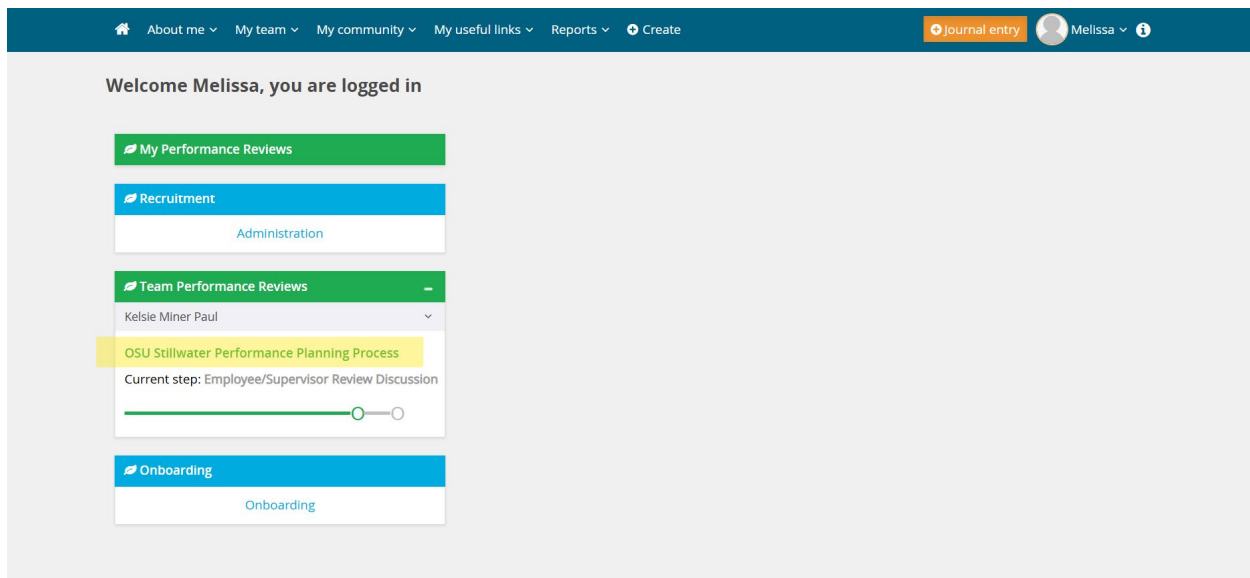 About me My team My community My useful links Reports Create Journal entry Melissa
Welcome Melissa, you are logged in
My Performance Reviews
Recruitment
Administration
Team Performance Reviews
Kelsie Miner Paul
OSU Stillwater Performance Planning Process
Current step: Employee/Supervisor Review Discussion
Onboarding
Onboarding